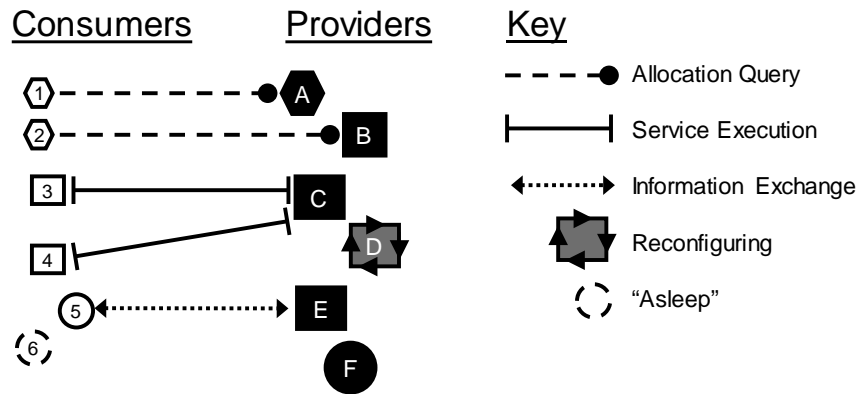 Consumers Providers Key
1 A Allocation Query
2 B
Service Execution
3 C Information Exchange
4 D Reconfiguring
5 E “Asleep”
6 F